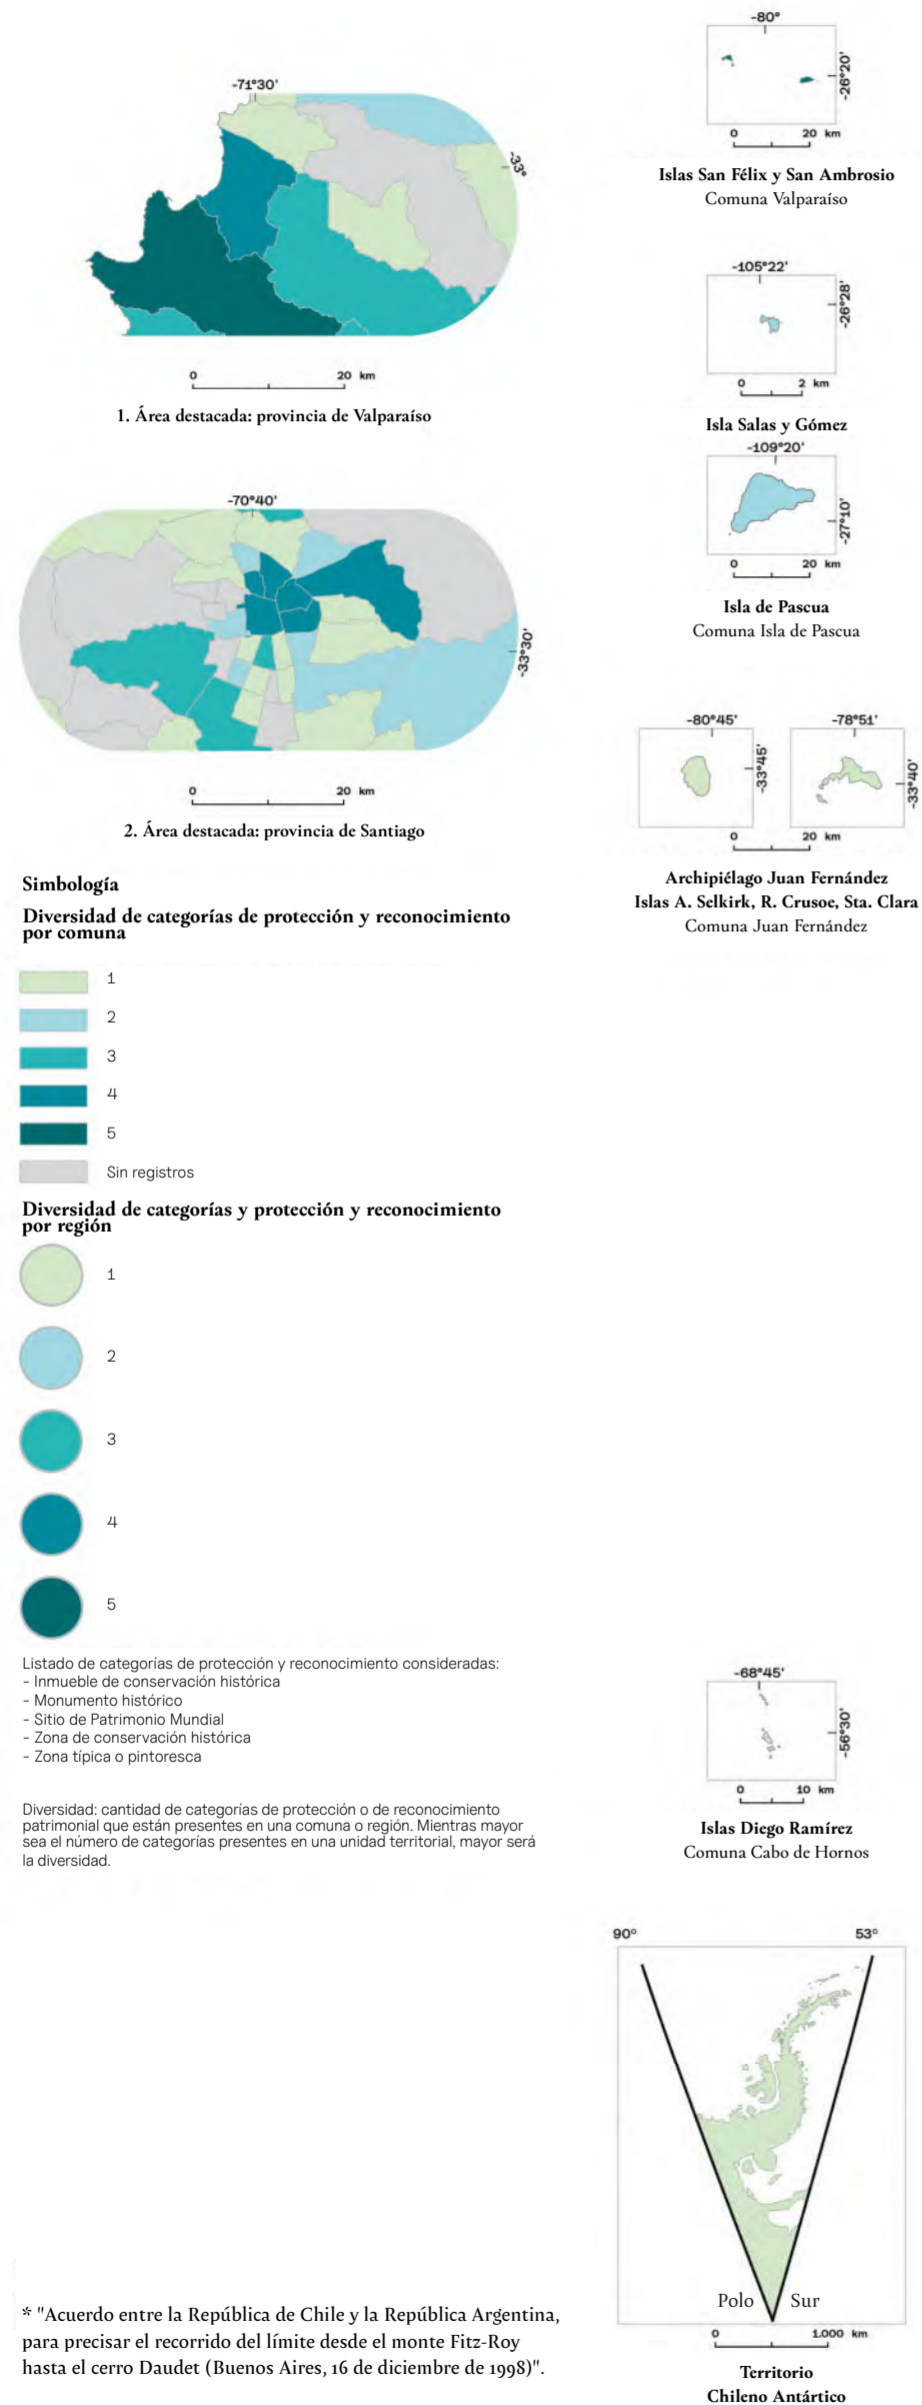 -71°30'
-33°
0 20 km
1. Área destacada: provincia de Valparaíso
-70°40'
-33°30'
0 20 km
2. Área destacada: provincia de Santiago
-80°
-26°20'
0 20 km
Islas San Félix y San Ambrosio
Comuna Valparaíso
-105°22'
-26°28'
0 2 km
Isla Salas y Gómez
-109°20'
-27°10'
0 20 km
Isla de Pascua
Comuna Isla de Pascua
-80°45'
-33°45'
-78°51'
-33°40'
0 20 km
Archipiélago Juan Fernández
Islas A. Selkirk, R. Crusoe, Sta. Clara
Comuna Juan Fernández
Simbología
Diversidad de categorías de protección y reconocimiento
por comuna
1
2
3
4
5
Sin registros
Diversidad de categorías y protección y reconocimiento
por región
1
2
3
4
5
Listado de categorías de protección y reconocimiento consideradas:
- Inmueble de conservación histórica
- Monumento histórico
- Sitio de Patrimonio Mundial
- Zona de conservación histórica
- Zona típica o pintoresca
Diversidad: cantidad de categorías de protección o de reconocimiento
patrimonial que están presentes en una comuna o región. Mientras mayor
sea el número de categorías presentes en una unidad territorial, mayor será
la diversidad.
-68°45'
-56°30'
0 10 km
Islas Diego Ramírez
Comuna Cabo de Hornos
90°
53°
Polo Sur
0 1.000 km
Territorio
Chileno Antártico
* "Acuerdo entre la República de Chile y la República Argentina,
para precisar el recorrido del límite desde el monte Fitz-Roy
hasta el cerro Daudet (Buenos Aires, 16 de diciembre de 1998)".